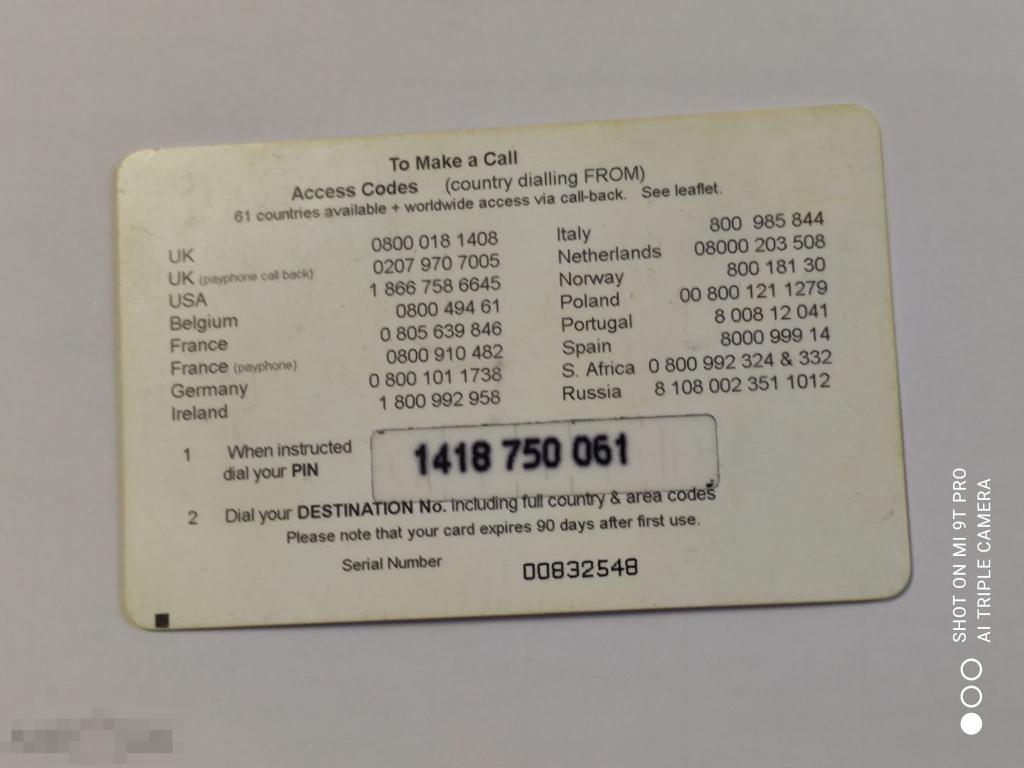 To Make a Call
Access Codes (country dialling FROM)
61 countries available + worldwide access via call-back. See leaflet.
UK 0800 018 1408
UK (payphone call back) 0207 970 7005
USA 1 866 758 6645
Belgium 0800 494 61
France 0 805 639 846
France (payphone) 0800 910 482
Germany 0 800 101 1738
Ireland 1 800 992 958
Italy 800 985 844
Netherlands 08000 203 508
Norway 800 181 30
Poland 00 800 121 1279
Portugal 8 008 12 041
Spain 8000 999 14
S. Africa 0 800 992 324 & 332
Russia 8 108 002 351 1012
1 When instructed
dial your PIN
1418 750 061
2 Dial your DESTINATION No. including full country & area codes
Please note that your card expires 90 days after first use.
Serial Number 00832548
SHOT ON MI 9T PRO
AI TRIPLE CAMERA